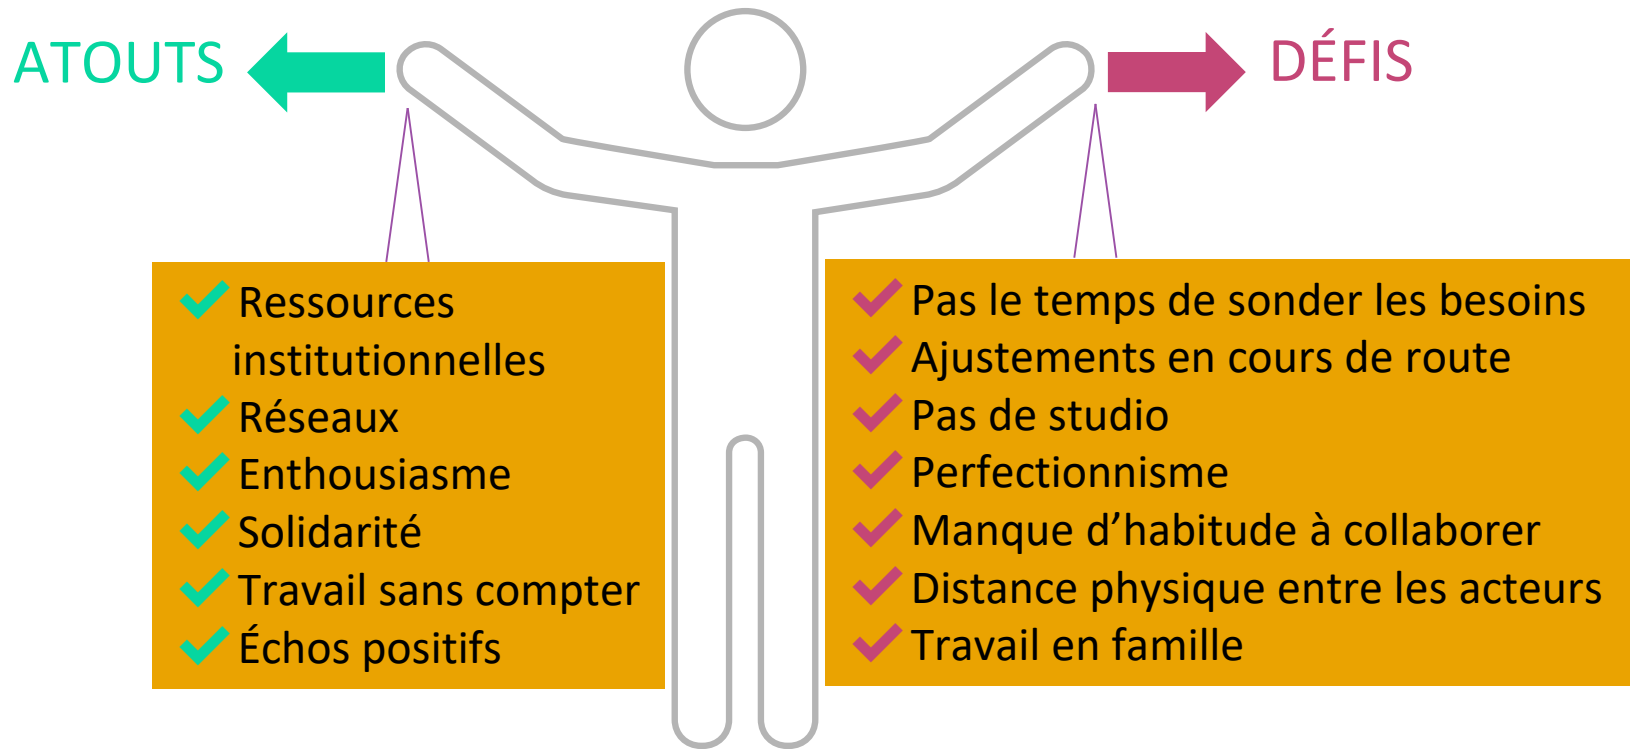 ATOUTS
DÉFIS
Ressources
institutionnelles
Réseaux
Enthousiasme
Solidarité
Travail sans compter
Échos positifs
Pas le temps de sonder les besoins
Ajustements en cours de route
Pas de studio
Perfectionnisme
Manque d’habitude à collaborer
Distance physique entre les acteurs
Travail en famille